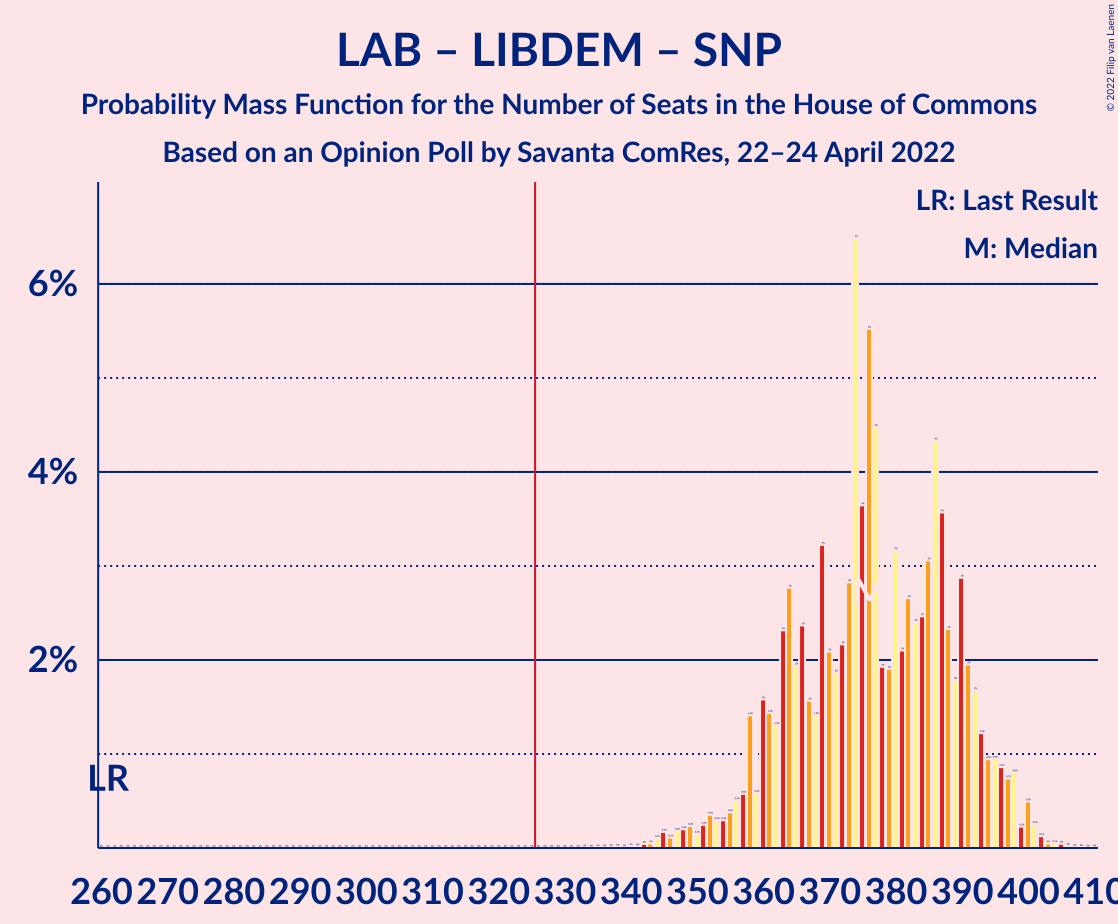 LAB – LIBDEM – SNP
Probability Mass Function for the Number of Seats in the House of Commons
Based on an Opinion Poll by Savanta ComRes, 22–24 April 2022
© 2022 Filip van Laenen
LR: Last Result
M: Median
6%
4%
2%
LR
260 270 280 290 300 310 320 330 340 350 360 370 380 390 400 410